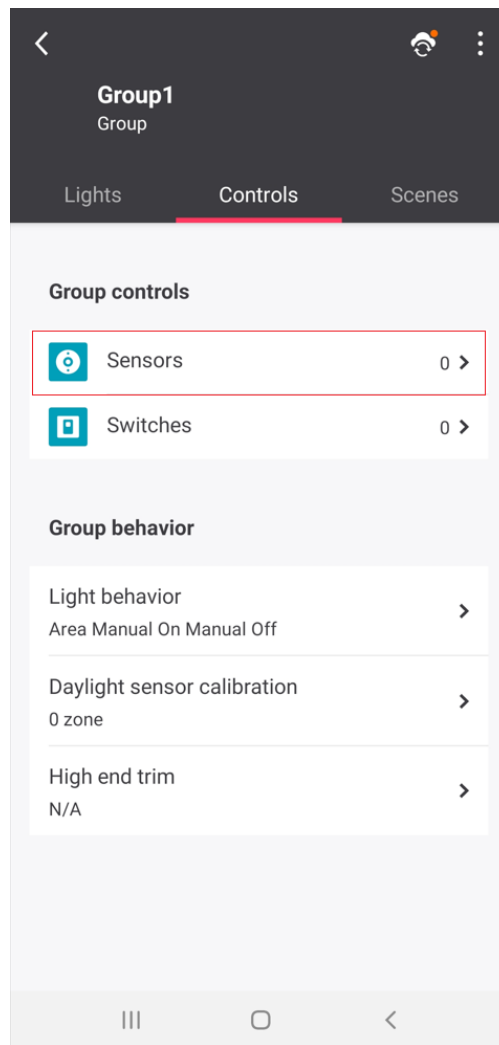 Group1
Group
Lights Controls Scenes
Group controls
Sensors 0
Switches 0
Group behavior
Light behavior
Area Manual On Manual Off
Daylight sensor calibration
0 zone
High end trim
N/A